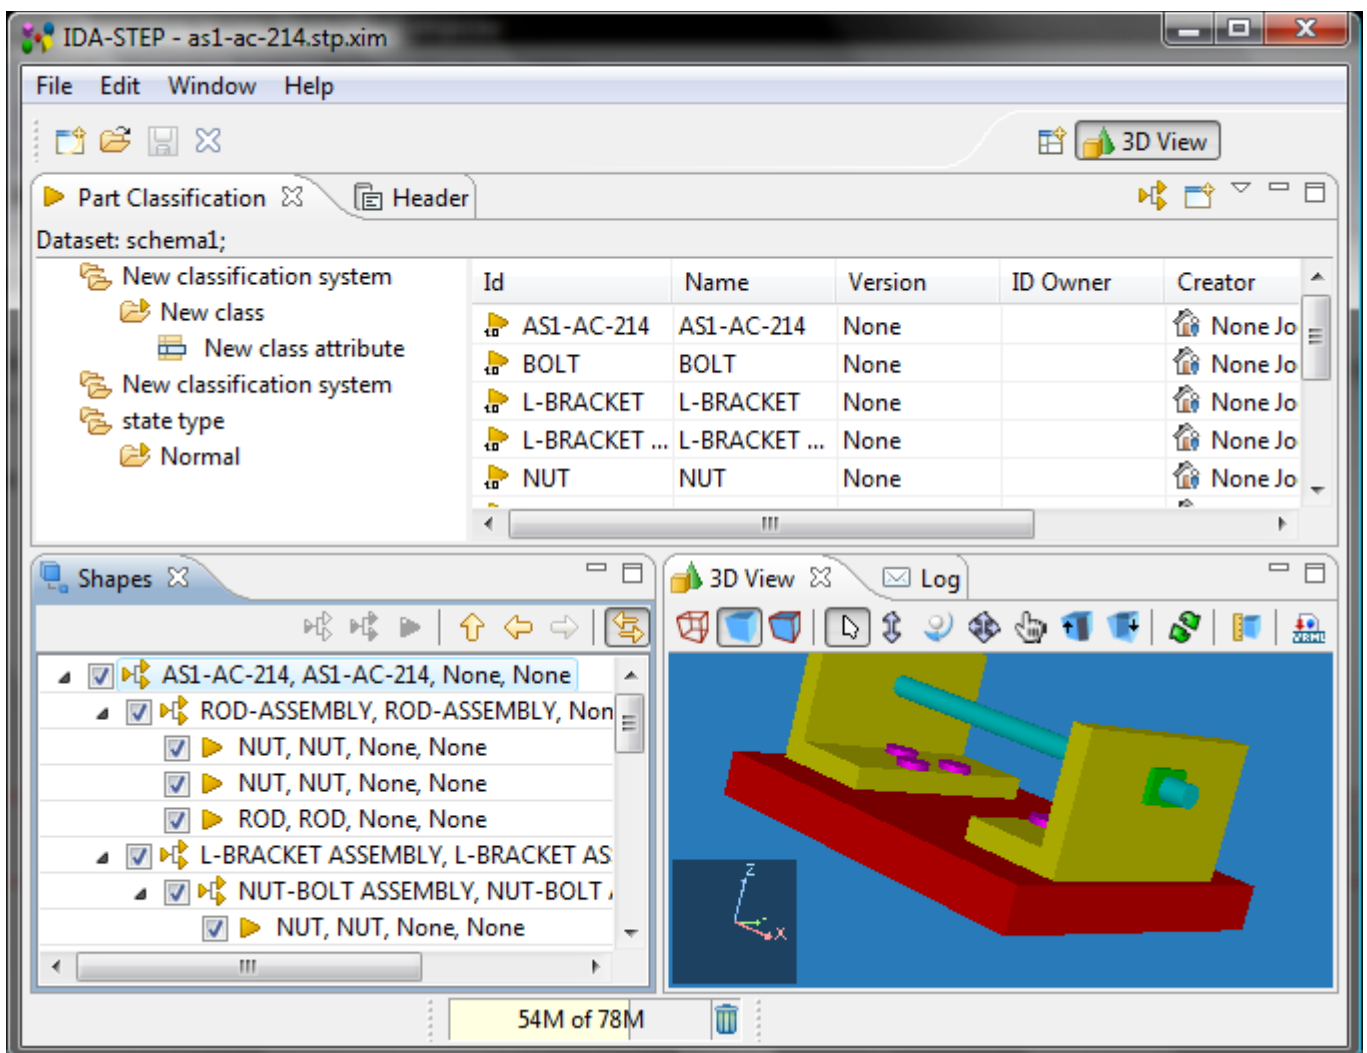 IDA-STEP - as1-ac-214.stp.xim
File Edit Window Help
3D View
Part Classification Header
Dataset: schema1;
New classification system
New class
New class attribute
New classification system
state type
Normal
Id Name Version ID Owner Creator
AS1-AC-214 AS1-AC-214 None None Jo
BOLT BOLT None None Jo
L-BRACKET L-BRACKET None None Jo
L-BRACKET ... L-BRACKET ... None None Jo
NUT NUT None None Jo
Shapes
AS1-AC-214, AS1-AC-214, None, None
ROD-ASSEMBLY, ROD-ASSEMBLY, Non
NUT, NUT, None, None
NUT, NUT, None, None
ROD, ROD, None, None
L-BRACKET ASSEMBLY, L-BRACKET AS
NUT-BOLT ASSEMBLY, NUT-BOLT
NUT, NUT, None, None
3D View Log
VRML
Z
X
54M of 78M